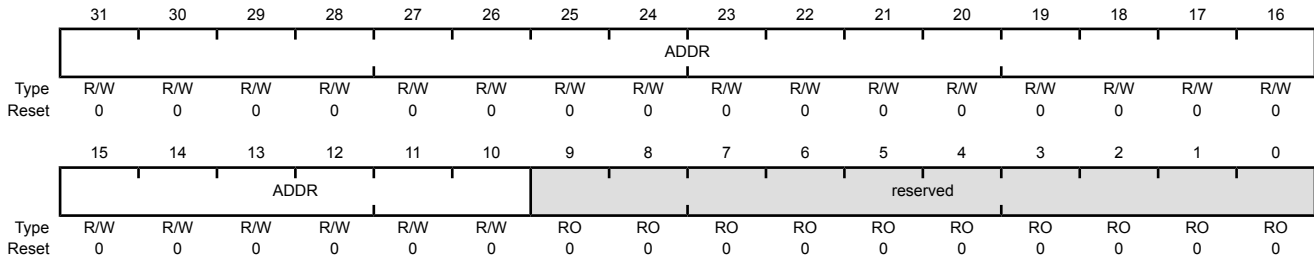 31 30 29 28 27 26 25 24 23 22 21 20 19 18 17 16
ADDR
Type R/W R/W R/W R/W R/W R/W R/W R/W R/W R/W R/W R/W R/W R/W R/W R/W
Reset 0 0 0 0 0 0 0 0 0 0 0 0 0 0 0 0
15 14 13 12 11 10 9 8 7 6 5 4 3 2 1 0
ADDR reserved
Type R/W R/W R/W R/W R/W R/W RO RO RO RO RO RO RO RO RO RO
Reset 0 0 0 0 0 0 0 0 0 0 0 0 0 0 0 0